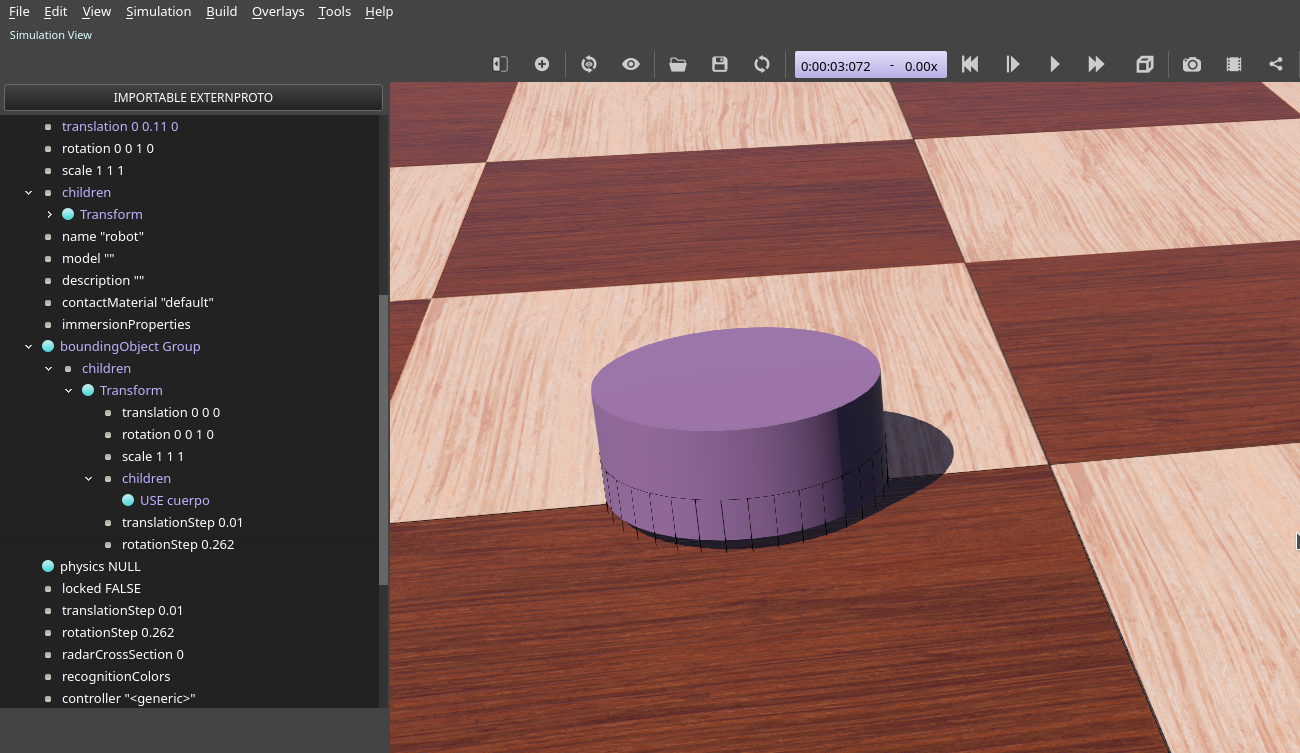 File Edit View Simulation Build Overlays Tools Help
Simulation View
0:00:03:072 - 0.00x
IMPORTABLE EXTERNPROTO
translation 0 0.11 0
rotation 0 0 1 0
scale 1 1 1
children
Transform
name "robot"
model ""
description ""
contactMaterial "default"
immersionProperties
boundingObject Group
children
Transform
translation 0 0 0
rotation 0 0 1 0
scale 1 1 1
children
USE cuerpo
translationStep 0.01
rotationStep 0.262
physics NULL
locked FALSE
translationStep 0.01
rotationStep 0.262
radarCrossSection 0
recognitionColors
controller "<generic>"